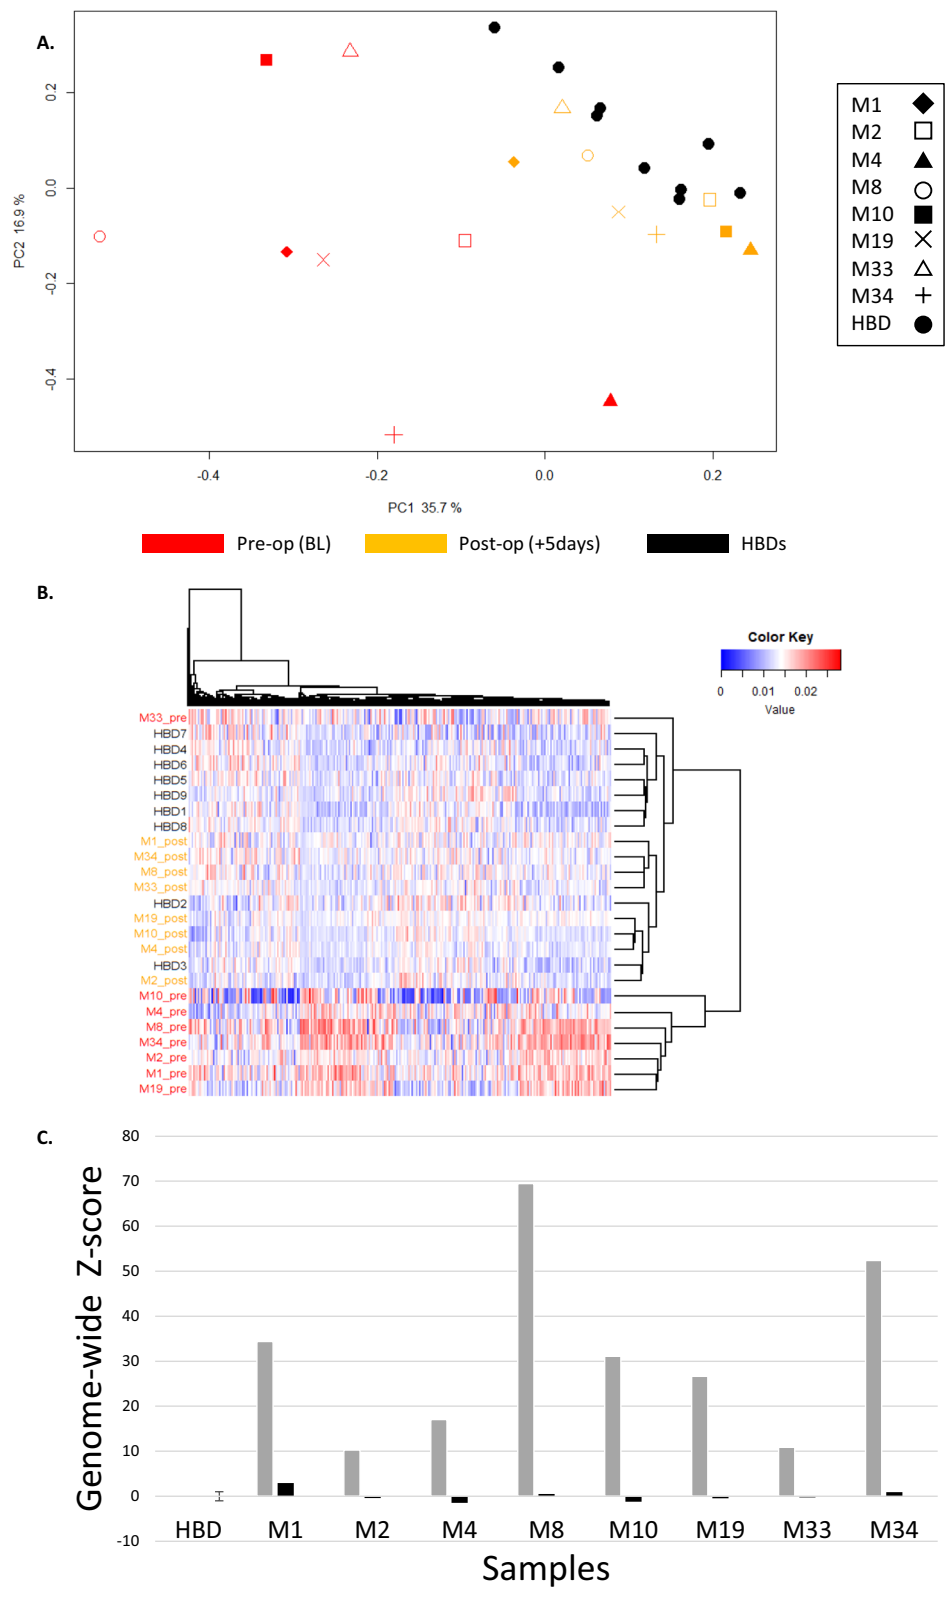 A.
0.2
0.0
-0.2
-0.4
PC2 16.9 %
-0.4 -0.2 0.0 0.2
PC1 35.7 %
M1
M2
M4
M8
M10
M19
M33
M34
HBD
Pre-op (BL) Post-op (+5days) HBDs
B.
Color Key
0 0.01 0.02
Value
M33_pre
HBD7
HBD4
HBD6
HBD5
HBD9
HBD1
HBD8
M1_post
M34_post
M8_post
M33_post
HBD2
M19_post
M10_post
M4_post
HBD3
M2_post
M10_pre
M4_pre
M8_pre
M34_pre
M2_pre
M1_pre
M19_pre
C.
80
70
60
50
40
30
20
10
0
-10
Genome-wide Z-score
HBD M1 M2 M4 M8 M10 M19 M33 M34
Samples